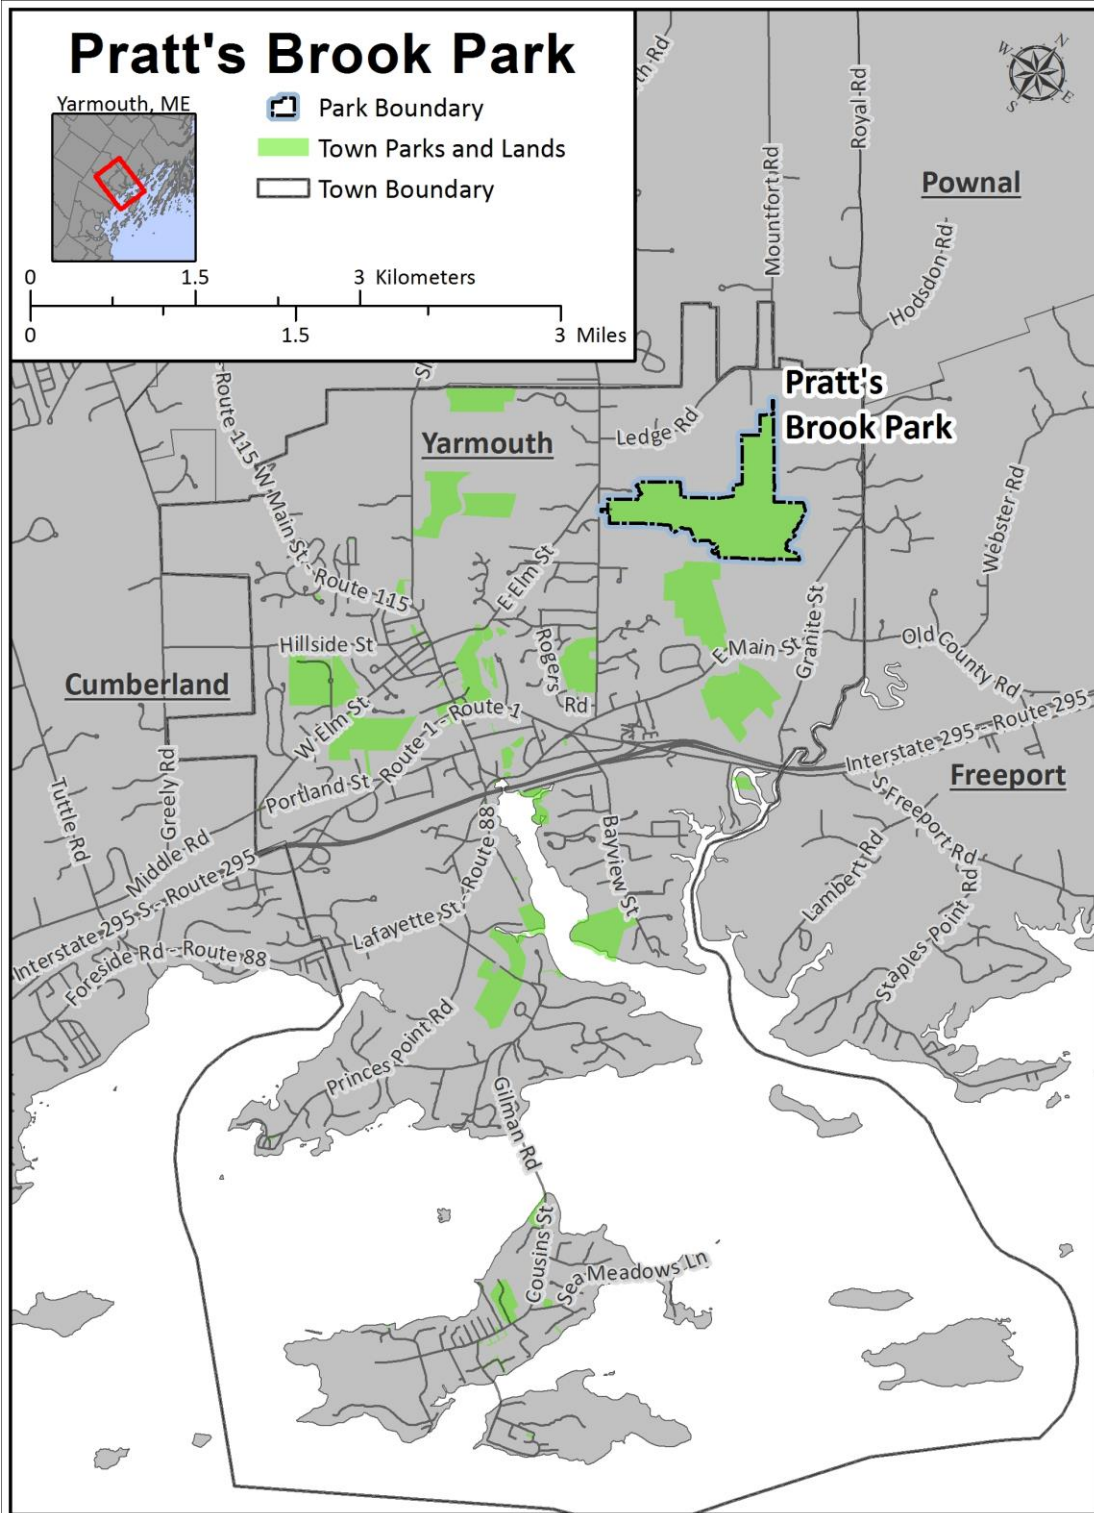 Pratt's Brook Park
Yarmouth, ME
Park Boundary
Town Parks and Lands
Town Boundary
0 1.5 3 Kilometers
0 1.5 3 Miles
N
W
E
S
Royal Rd
Mountfort Rd
Pownal
Hodsdon Rd
Pratt's
Brook Park
Ledge Rd
Yarmouth
Route 115
W Main St - Route 115
Webster Rd
E Elm St
Hillside St
Rogers Rd
E Main St
Granite St
Old County Rd
Cumberland
W Elm St
Route 1 - Route 1
Portland St
Interstate 295 - Route 295
Freeport
Tuttle Rd
Greely Rd
Middle Rd
Interstate 295 S - Route 295
Bayview St
S Freeport Rd
Lambert Rd
Staples Point Rd
Lafayette St - Route 88
Foreside Rd - Route 88
Princes Point Rd
Gilman Rd
Cousins St
Sea Meadows Ln